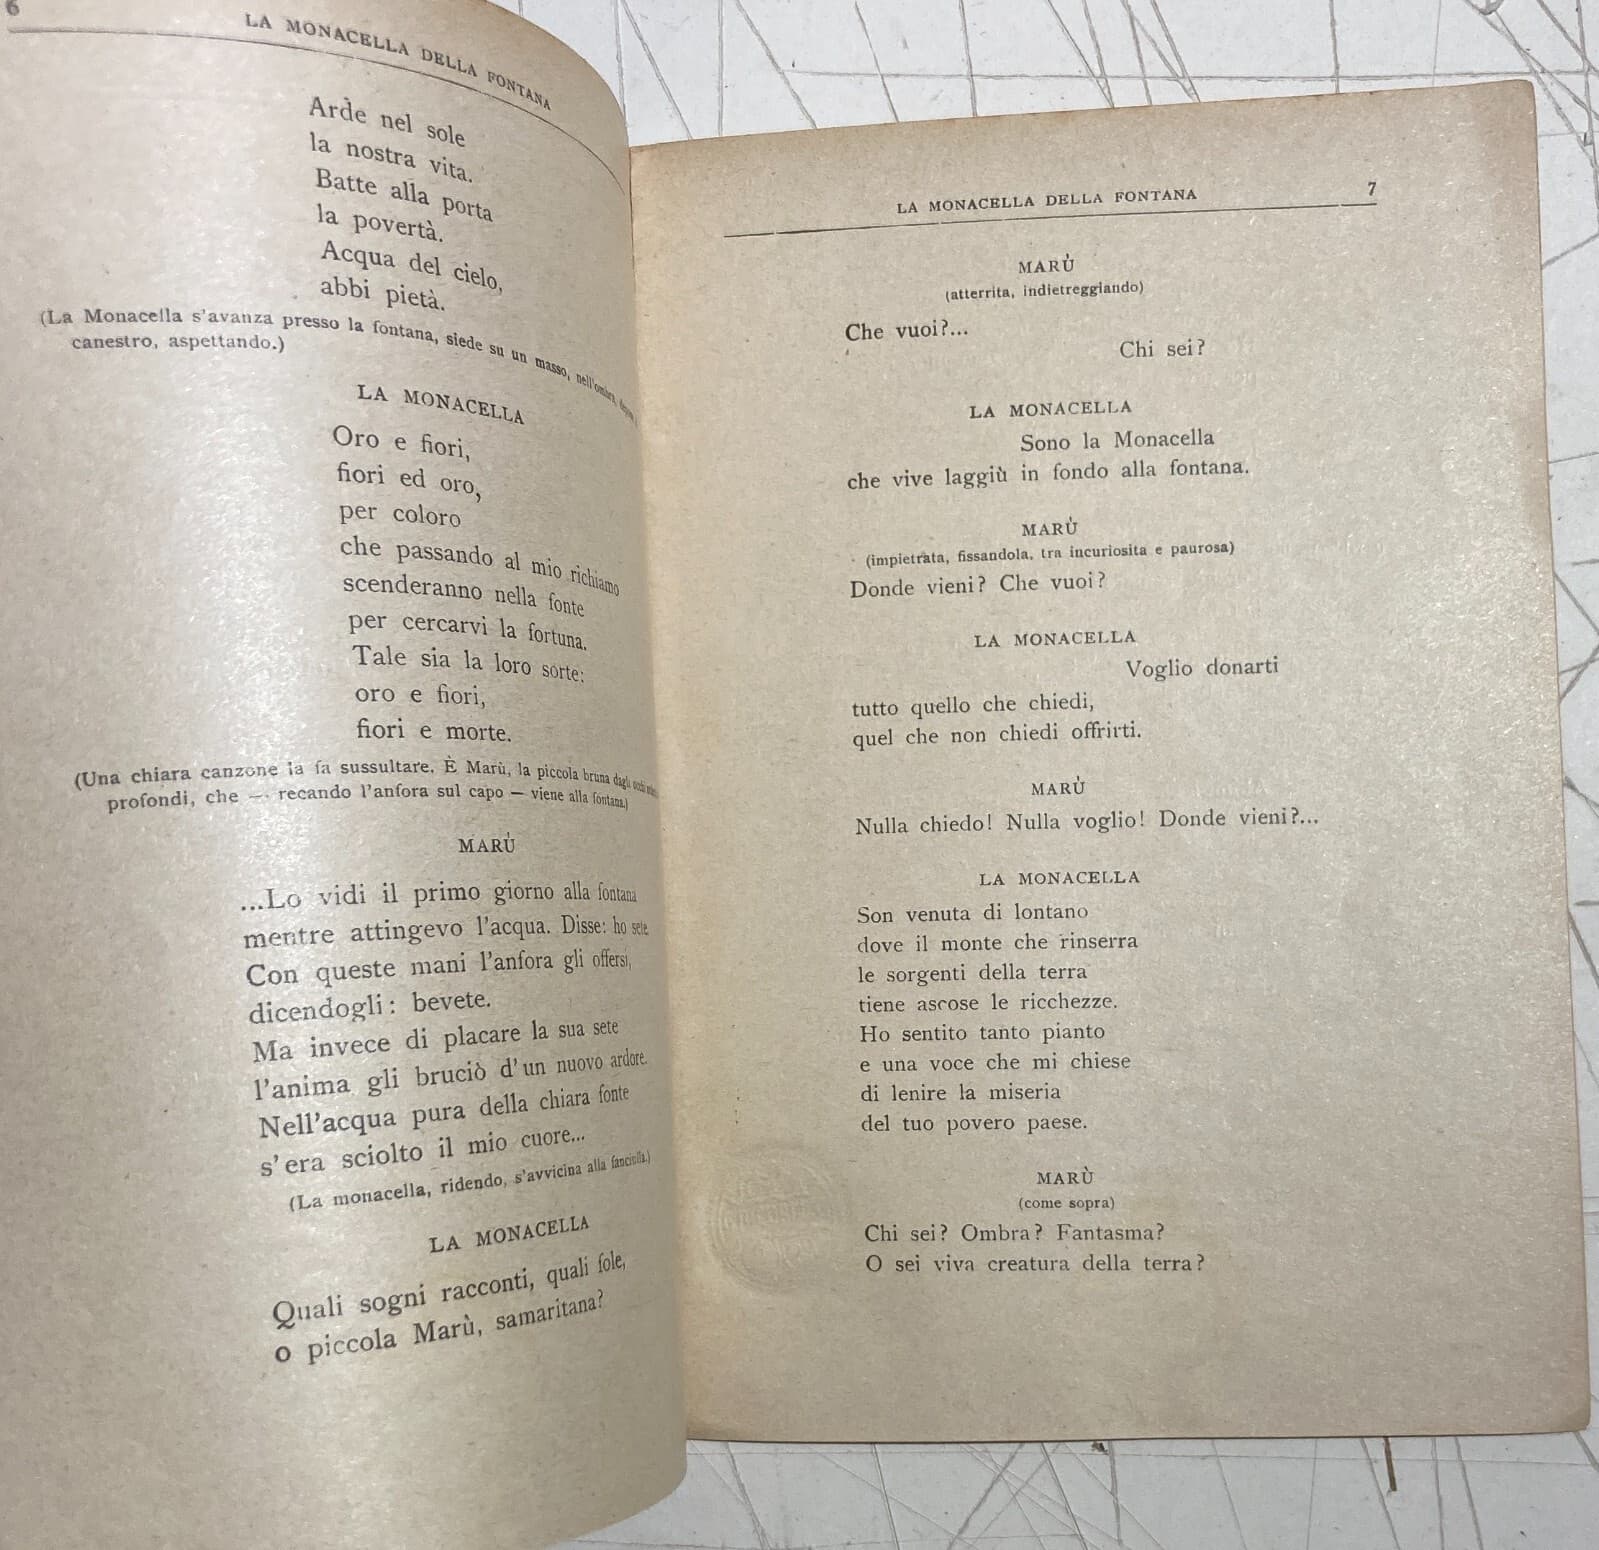 6
LA MONACELLA DELLA FONTANA
Arde nel sole
la nostra vita.
Batte alla porta
la povertà.
Acqua del cielo,
abbi pietà.
(La Monacella s'avanza presso la fontana, siede su un masso, nell'ombra,
canestro, aspettando.)
LA MONACELLA
Oro e fiori,
fiori ed oro,
per coloro
che passando al mio richiamo
scenderanno nella fonte
per cercarvi la fortuna.
Tale sia la loro sorte:
oro e fiori,
fiori e morte.
(Una chiara canzone la fa sussultare. È Marù, la piccola bruna dagli occhi
profondi, che — recando l'anfora sul capo — viene alla fontana.)
MARÙ
...Lo vidi il primo giorno alla fontana
mentre attingevo l'acqua. Disse: ho sete
Con queste mani l'anfora gli offersi,
dicendogli: bevete.
Ma invece di placare la sua sete
l'anima gli bruciò d'un nuovo ardore.
Nell'acqua pura della chiara fonte
s'era sciolto il mio cuore...
(La monacella, ridendo, s'avvicina alla fanciulla.)
LA MONACELLA
Quali sogni racconti, quali fole,
o piccola Marù, samaritana?
LA MONACELLA DELLA FONTANA 7
MARÙ
(atterrita, indietreggiando)
Che vuoi?...
Chi sei?
LA MONACELLA
Sono la Monacella
che vive laggiù in fondo alla fontana.
MARÙ
(impietrata, fissandola, tra incuriosita e paurosa)
Donde vieni? Che vuoi?
LA MONACELLA
Voglio donarti
tutto quello che chiedi,
quel che non chiedi offrirti.
MARÙ
Nulla chiedo! Nulla voglio! Donde vieni?...
LA MONACELLA
Son venuta di lontano
dove il monte che rinserra
le sorgenti della terra
tiene ascose le ricchezze.
Ho sentito tanto pianto
e una voce che mi chiese
di lenire la miseria
del tuo povero paese.
MARÙ
(come sopra)
Chi sei? Ombra? Fantasma?
O sei viva creatura della terra?